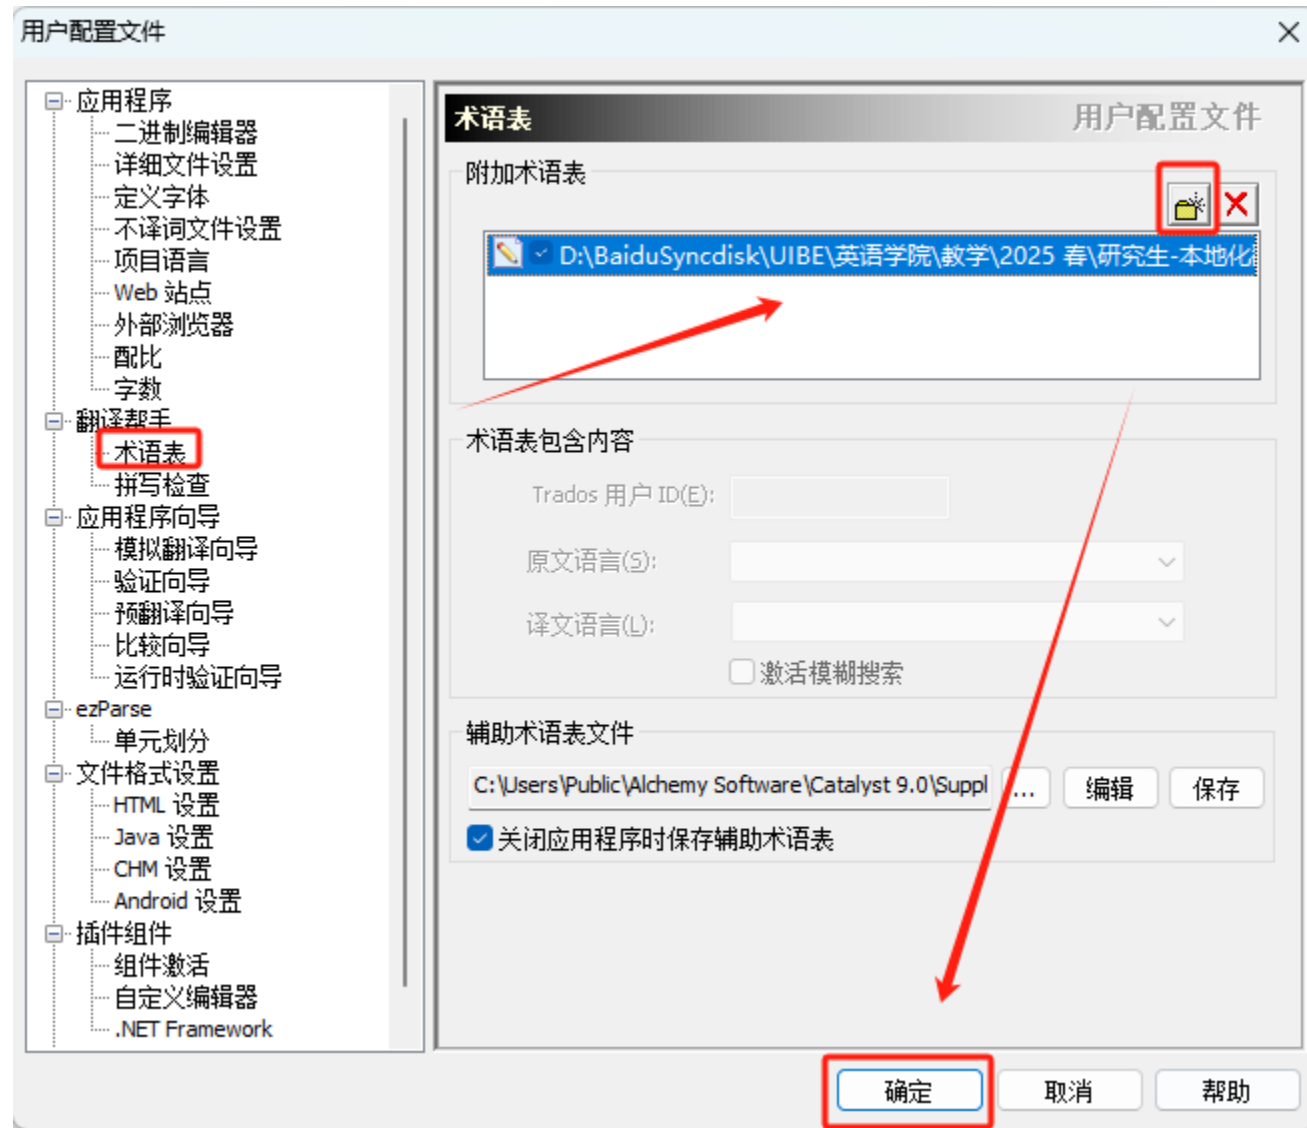 用户配置文件
应用程序
二进制编辑器
详细文件设置
定义字体
不译词文件设置
项目语言
Web 站点
外部浏览器
配比
字数
翻译帮手
术语表
拼写检查
应用程序向导
模拟翻译向导
验证向导
预翻译向导
比较向导
运行时验证向导
ezParse
单元划分
文件格式设置
HTML 设置
Java 设置
CHM 设置
Android 设置
插件组件
组件激活
自定义编辑器
.NET Framework
术语表 用户配置文件
附加术语表
D:\BaiduSyncdisk\UIBE\英语学院\教学\2025 春\研究生-本地化
术语表包含内容
Trados 用户 ID(E):
原文语言(S):
译文语言(L):
激活模糊搜索
辅助术语表文件
C:\Users\Public\Alchemy Software\Catalyst 9.0\Suppl ... 编辑 保存
关闭应用程序时保存辅助术语表
确定 取消 帮助